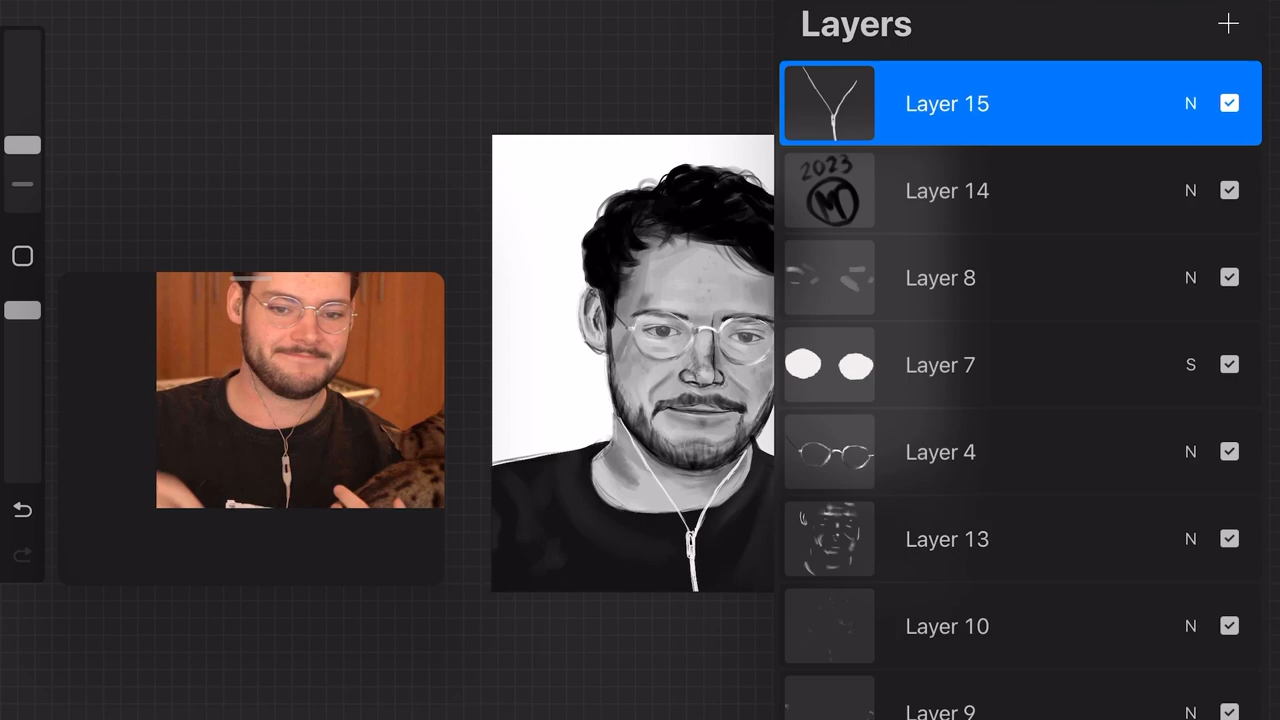 Layers
Layer 15 N
2023
M
Layer 14 N
Layer 8 N
Layer 7 S
Layer 4 N
Layer 13 N
Layer 10 N
Layer 9 N